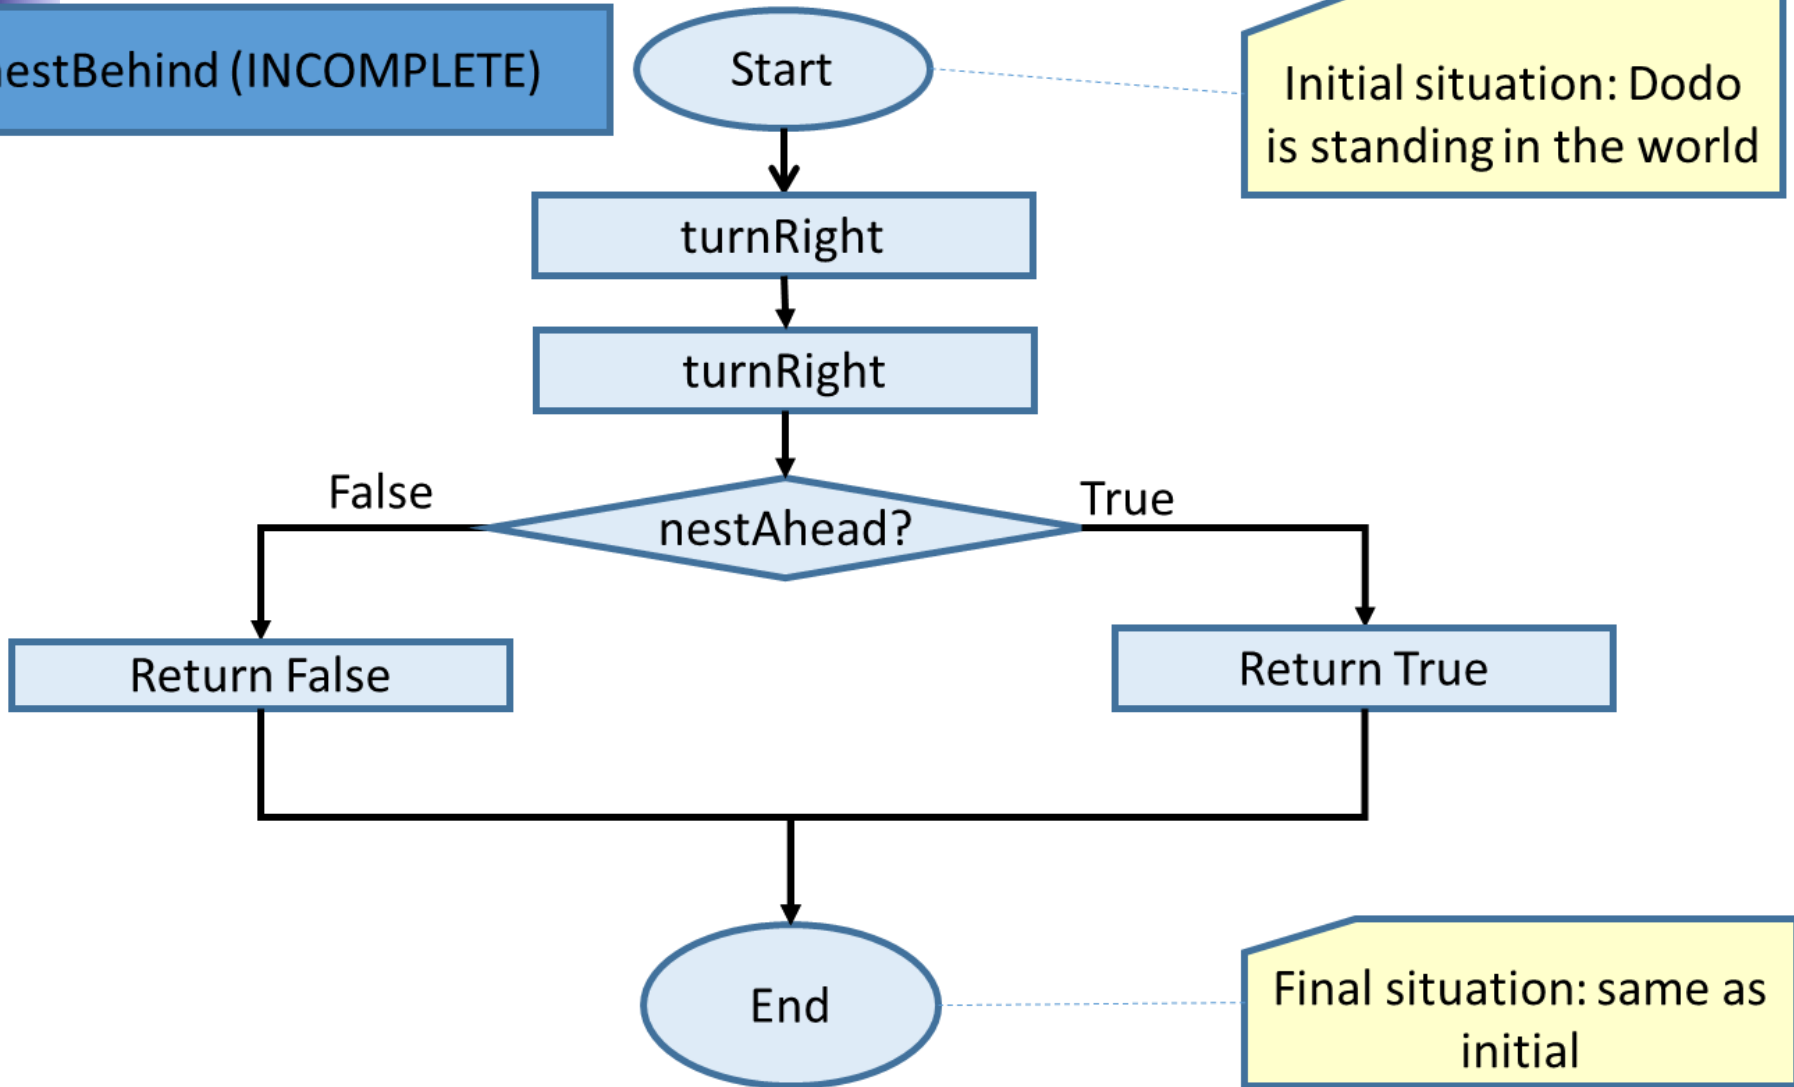 (INCOMPLETE)
Start
Initial situation: Dodo
is standing in the world
turnRight
turnRight
False
nestAhead?
True
Return False
Return True
End
Final situation: same as
initial